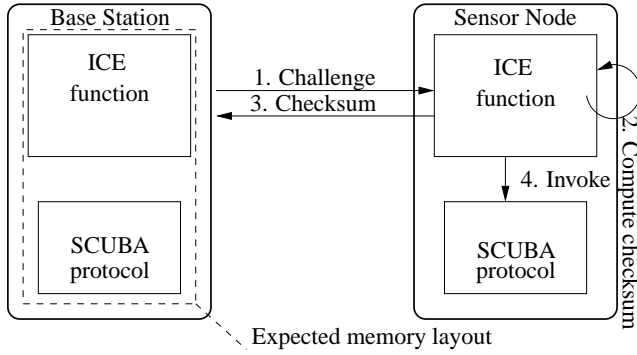 Base Station
Sensor Node
ICE
function
1. Challenge
3. Checksum
ICE
function
2. Compute checksum
4. Invoke
SCUBA
protocol
SCUBA
protocol
Expected memory layout